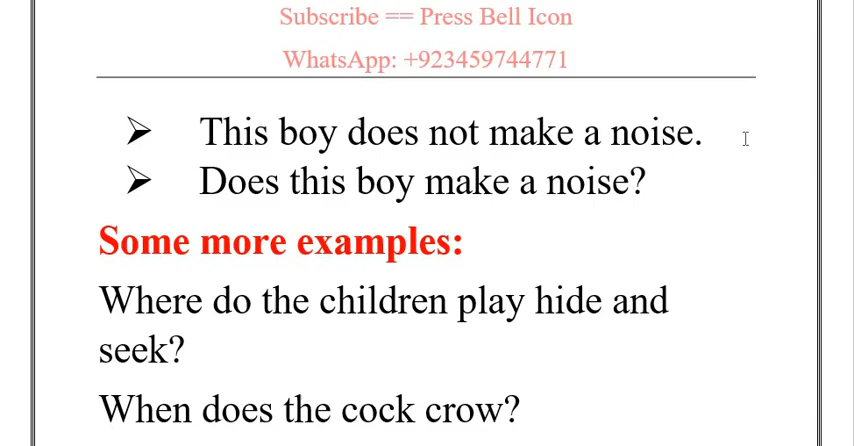 Subscribe == Press Bell Icon
WhatsApp: +923459744771
➢ This boy does not make a noise.
➢ Does this boy make a noise?
Some more examples:
Where do the children play hide and
seek?
When does the cock crow?